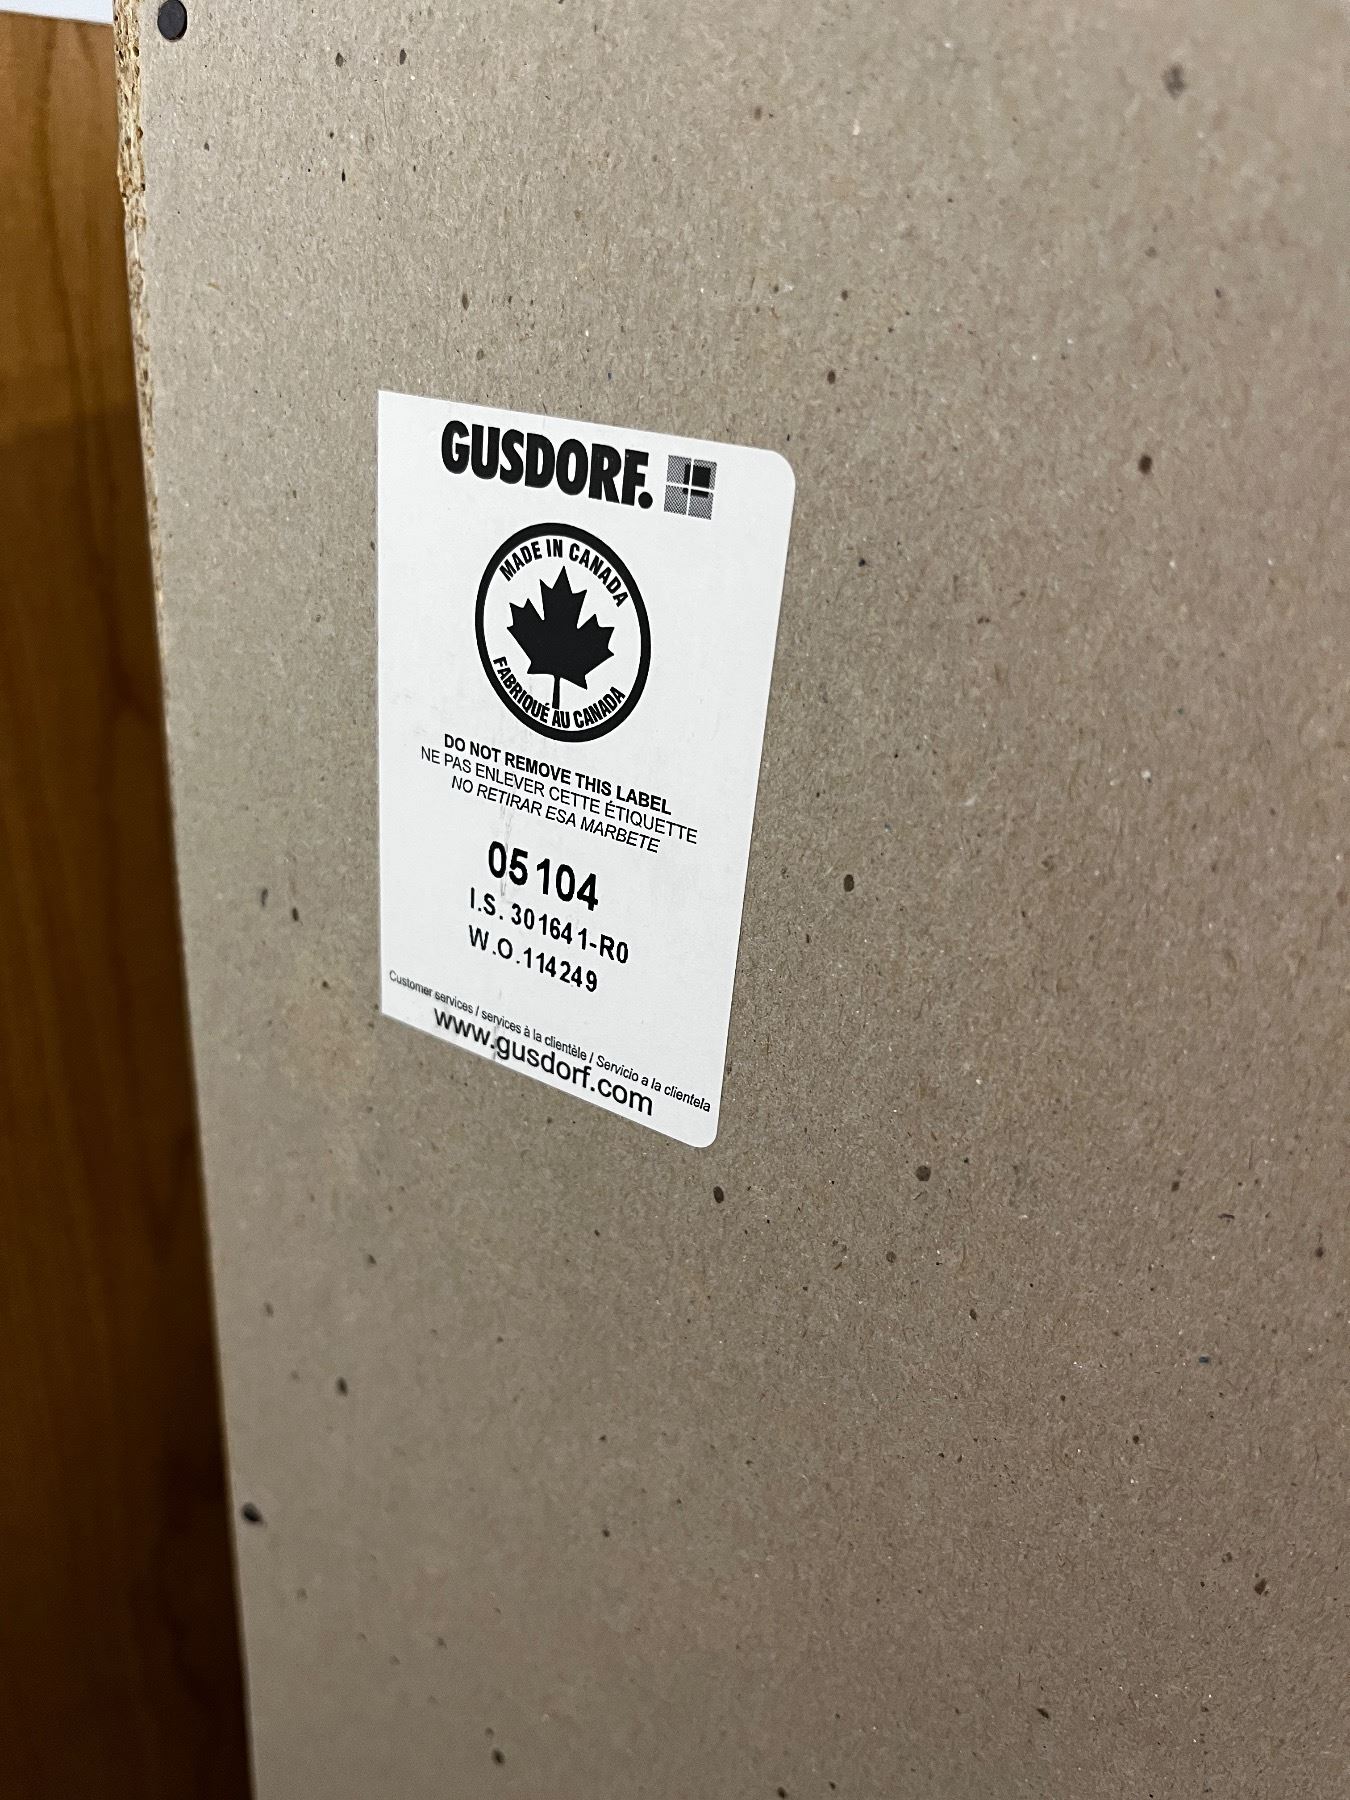 GUSDORF.
MADE IN CANADA
FABRIQUÉ AU CANADA
DO NOT REMOVE THIS LABEL
NE PAS ENLEVER CETTE ÉTIQUETTE
NO RETIRAR ESA MARBETE
05104
I.S. 301641-R0
W.O.114249
Customer services / services à la clientèle / Servicio a la clientela
www.gusdorf.com